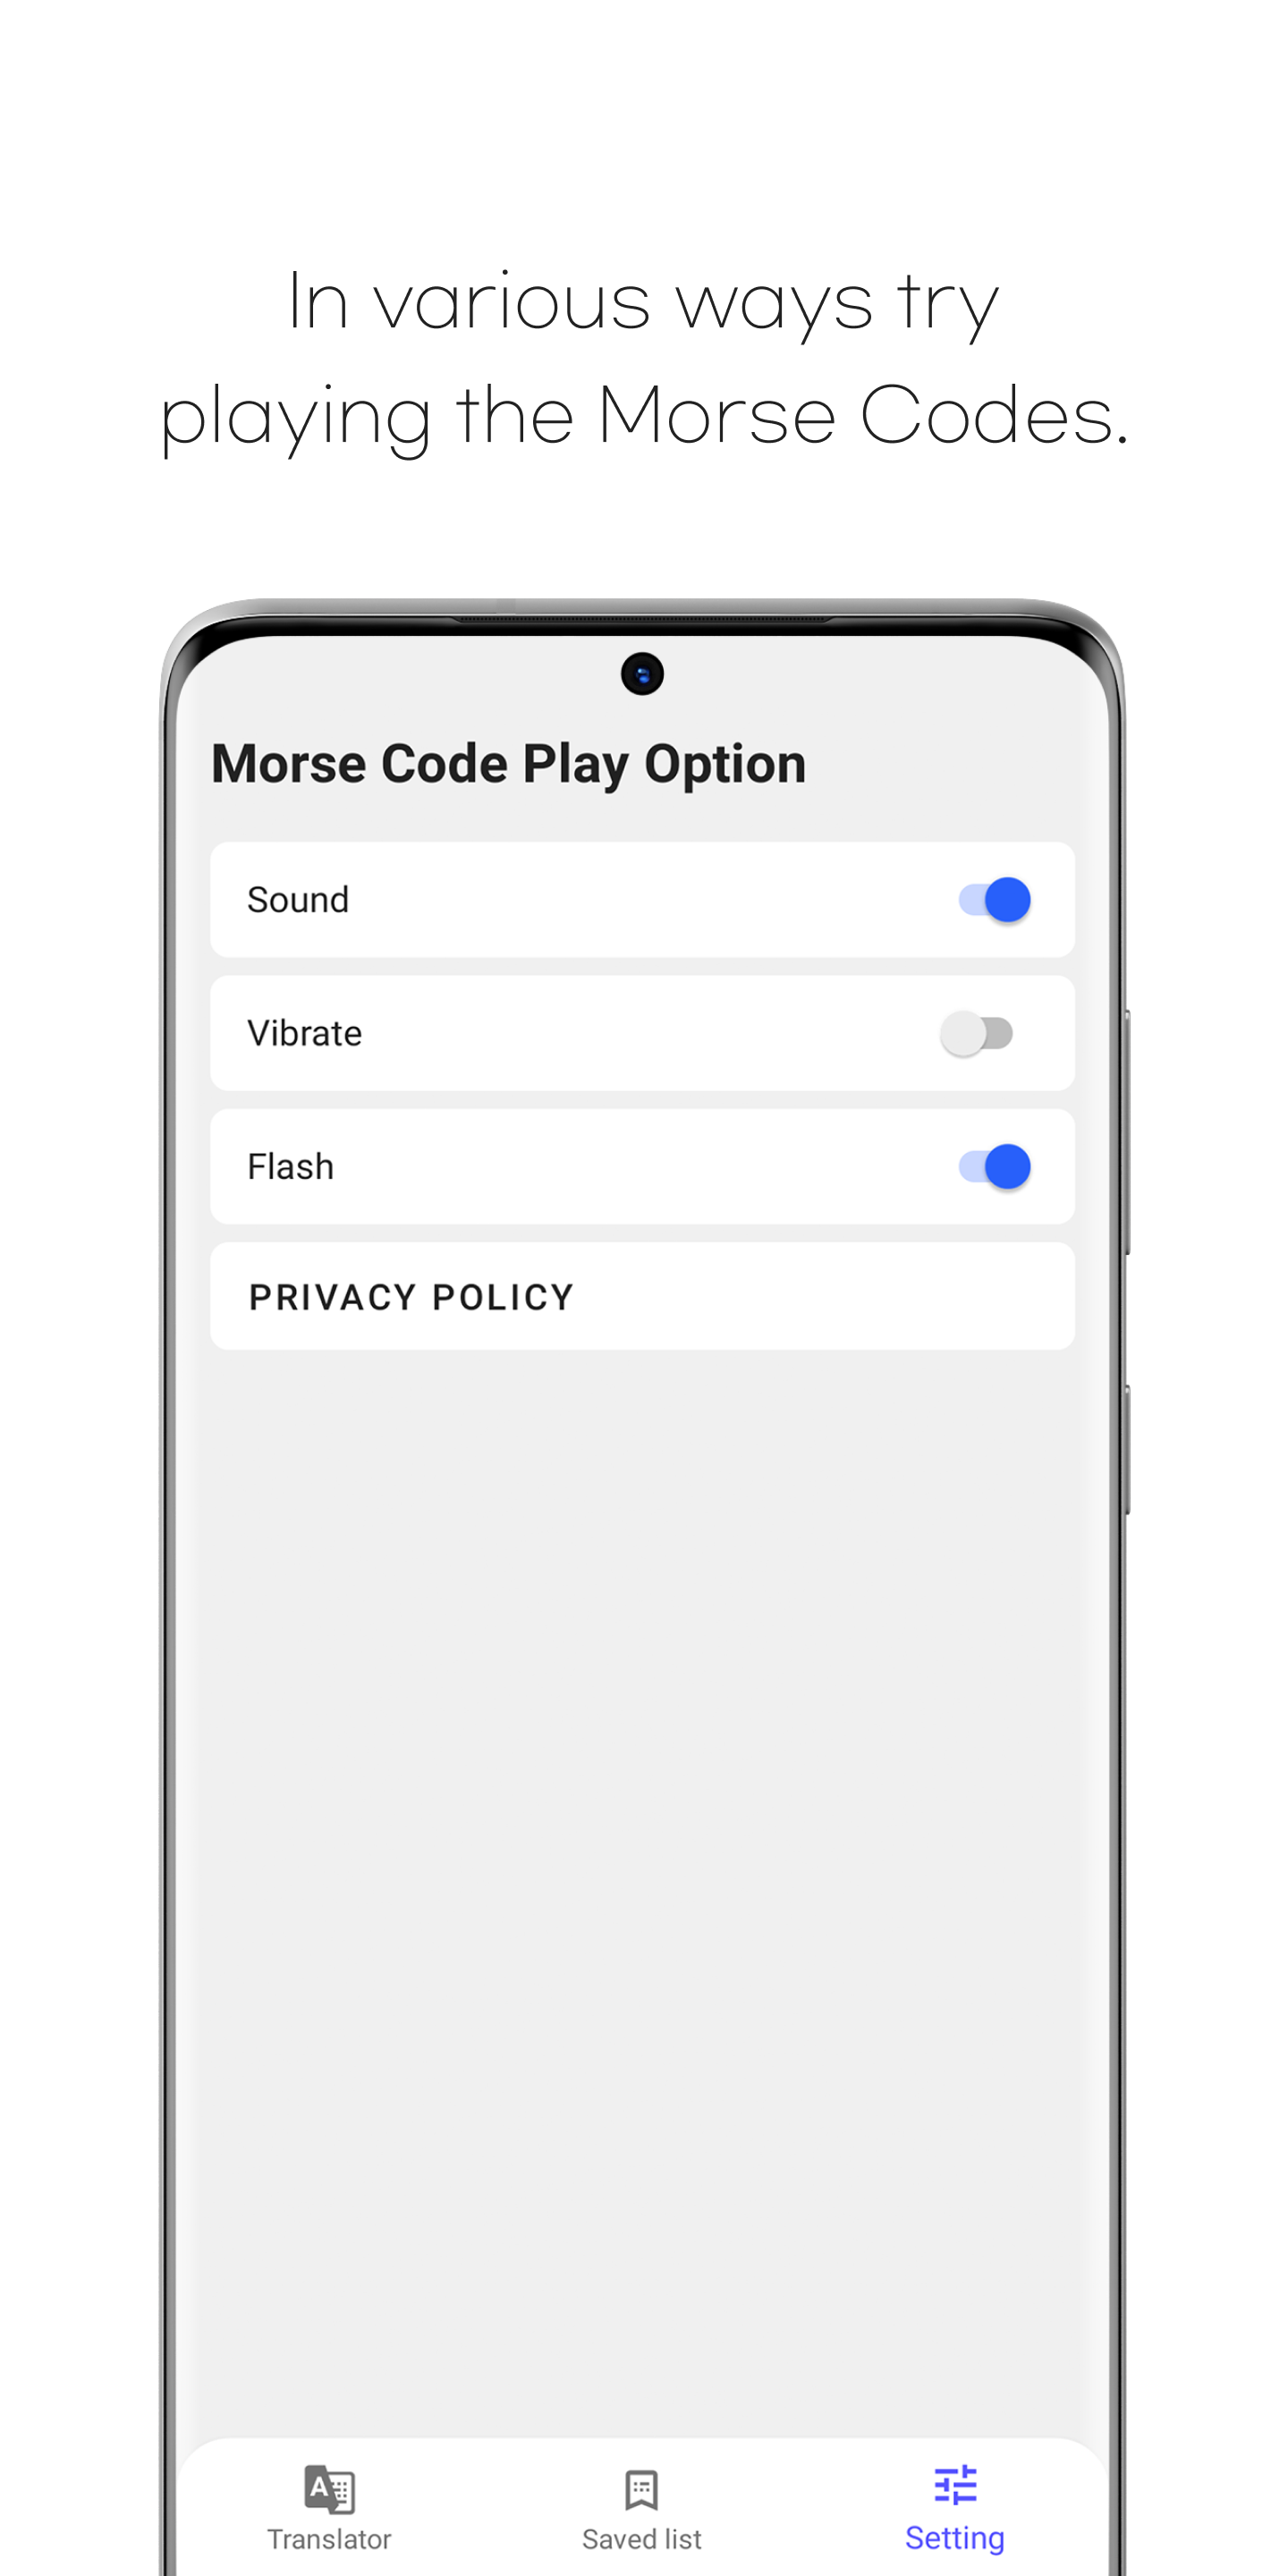 In various ways try
playing the Morse Codes.
Morse Code Play Option
Sound
Vibrate
Flash
PRIVACY POLICY
Translator
Saved list
Setting